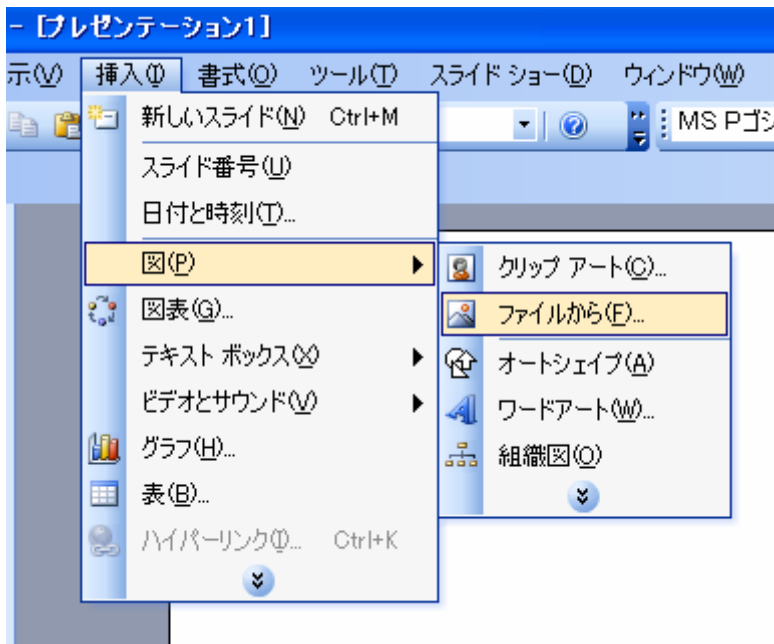 - [プレゼンテーション1]
示(V) 挿入(I) 書式(O) ツール(T) スライド ショー(D) ウィンドウ(W)
MS Pゴシ
新しいスライド(N) Ctrl+M
スライド番号(U)
日付と時刻(T)...
図(P)
図表(G)...
テキスト ボックス(X)
ビデオとサウンド(V)
グラフ(H)...
表(B)...
ハイパーリンク(I)... Ctrl+K
クリップ アート(C)...
ファイルから(F)...
オートシェイプ(A)
ワードアート(W)...
組織図(O)